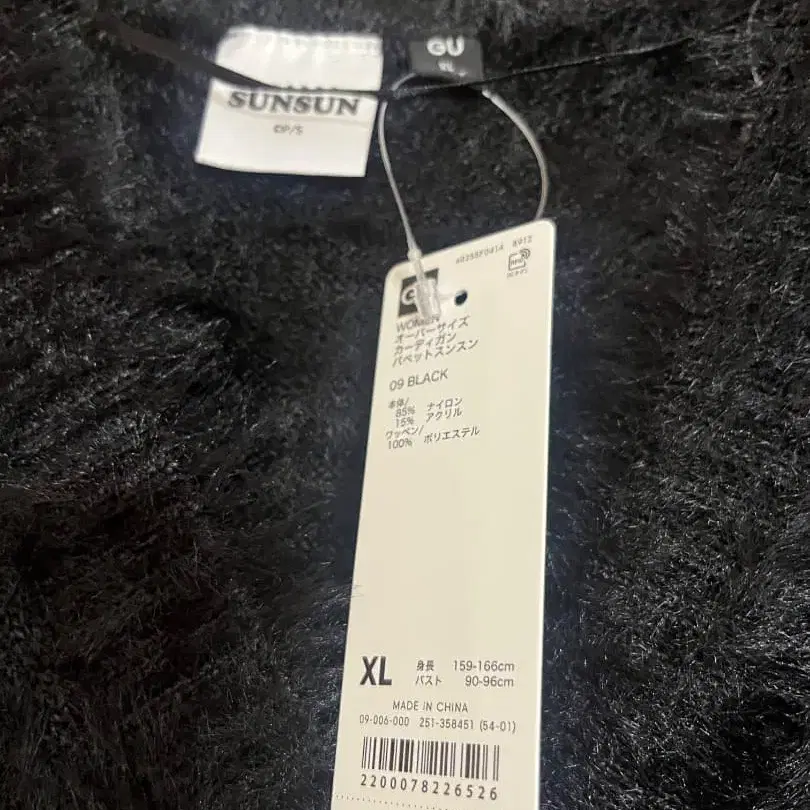 SUNSUN
©P/S
GU
XL
WOMEN
オーバーサイズ
カーディガン
パペットスンスン
09 BLACK
本体/
85% ナイロン
15% アクリル
ワッペン/
100% ポリエステル
XL
身長 159-166cm
バスト 90-96cm
MADE IN CHINA
09-006-000 251-358451 (54-01)
2200078226526